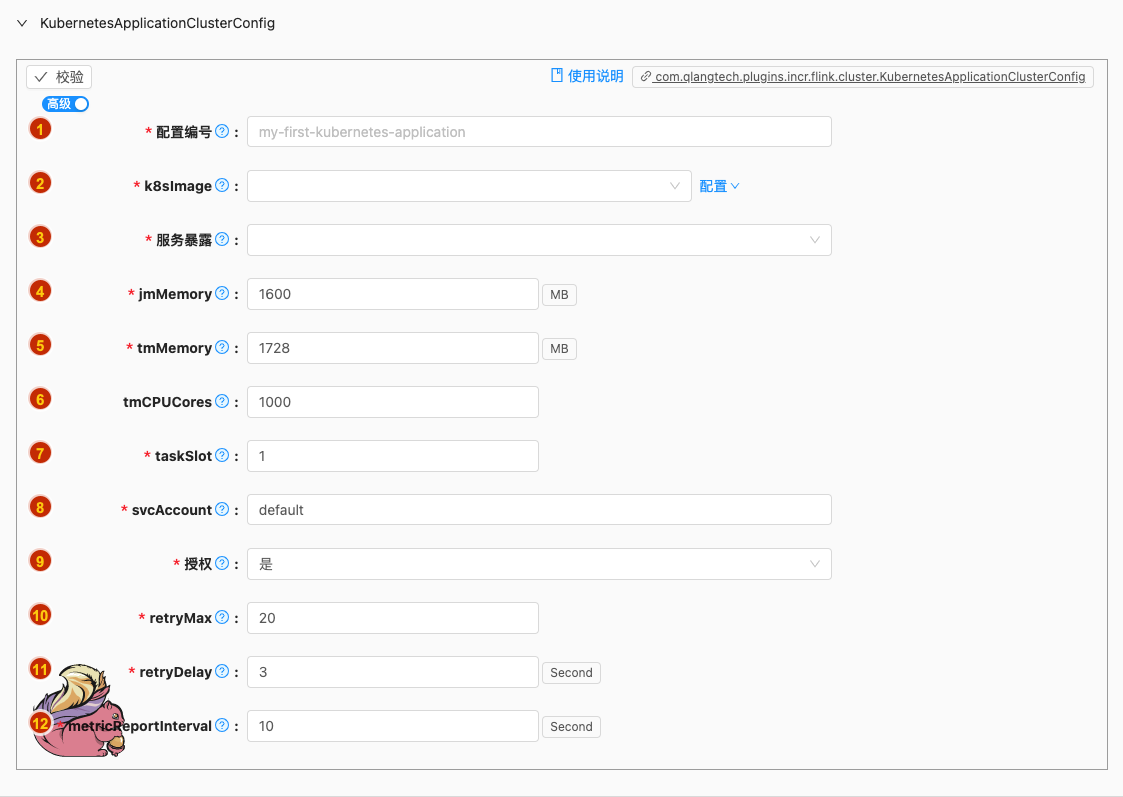 KubernetesApplicationClusterConfig
校验
使用说明
com.qlangtech.plugins.incr.flink.cluster.KubernetesApplicationClusterConfig
高级
1 * 配置编号 ? : my-first-kubernetes-application
2 * k8sImage ? : 配置
3 * 服务暴露 ? :
4 * jmMemory ? : 1600 MB
5 * tmMemory ? : 1728 MB
6 tmCPUCores ? : 1000
7 * taskSlot ? : 1
8 * svcAccount ? : default
9 * 授权 ? : 是
10 * retryMax ? : 20
11 * retryDelay ? : 3 Second
12 * metricReportInterval ? : 10 Second